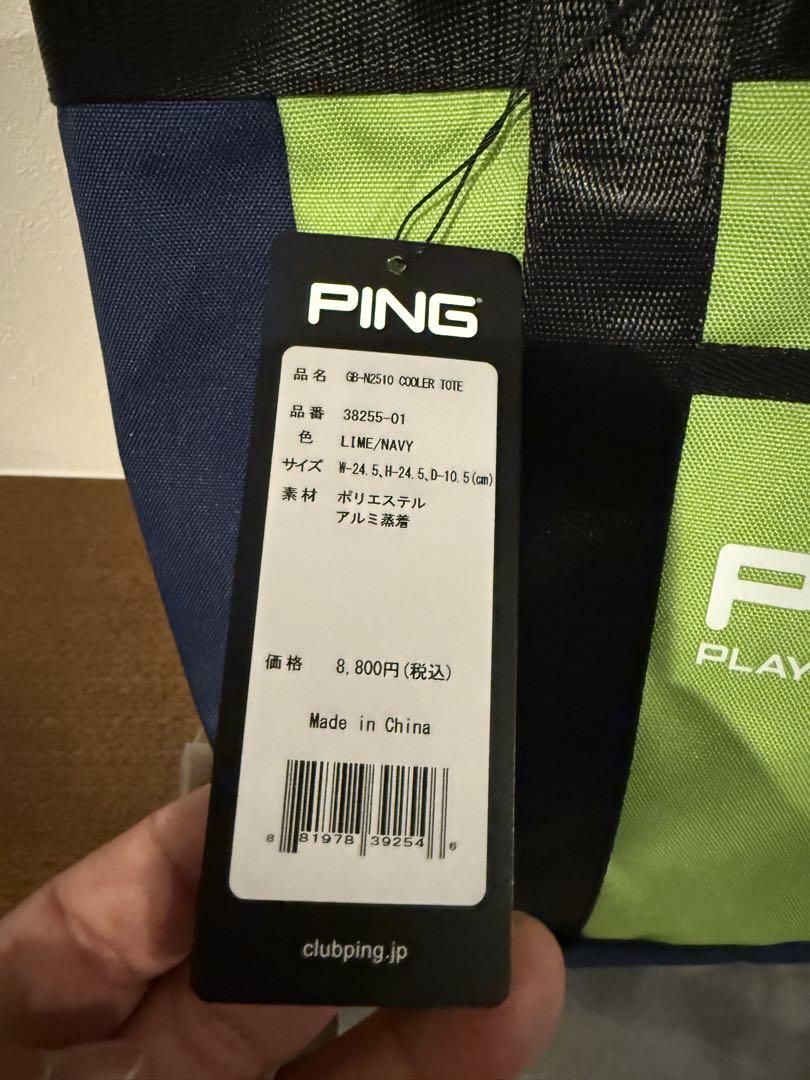 PING
品名 GB-N2510 COOLER TOTE
品番 38255-01
色 LIME/NAVY
サイズ W-24.5、H-24.5、D-10.5(cm)
素材 ポリエステル
アルミ蒸着
価格 8,800円(税込)
Made in China
8 81978 39254 6
clubping.jp
P
PLAY